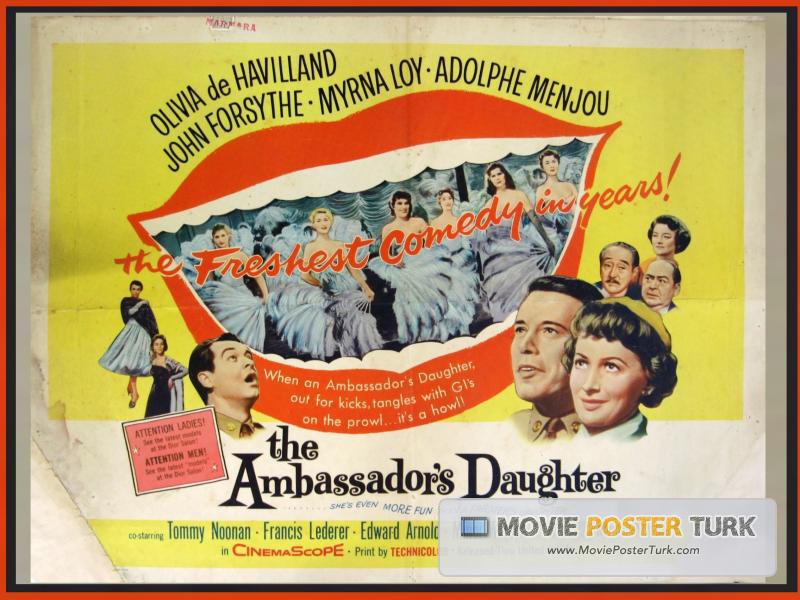 MARMARA
OLIVIA de HAVILLAND
JOHN FORSYTHE · MYRNA LOY · ADOLPHE MENJOU
the Freshest Comedy in years!
When an Ambassador's Daughter,
out for kicks, tangles with GI's
on the prowl...it's a howl!
ATTENTION LADIES!
See the latest models
at the Dior Salon!
ATTENTION MEN!
See the latest "models"
at the Dior Salon!
the
Ambassador's Daughter
SHE'S EVEN MORE FUN
co-starring Tommy Noonan · Francis Lederer · Edward Arnold
in CINEMASCOPE · Print by TECHNICOLOR
MOVIE POSTER TURK
www.MoviePosterTurk.com